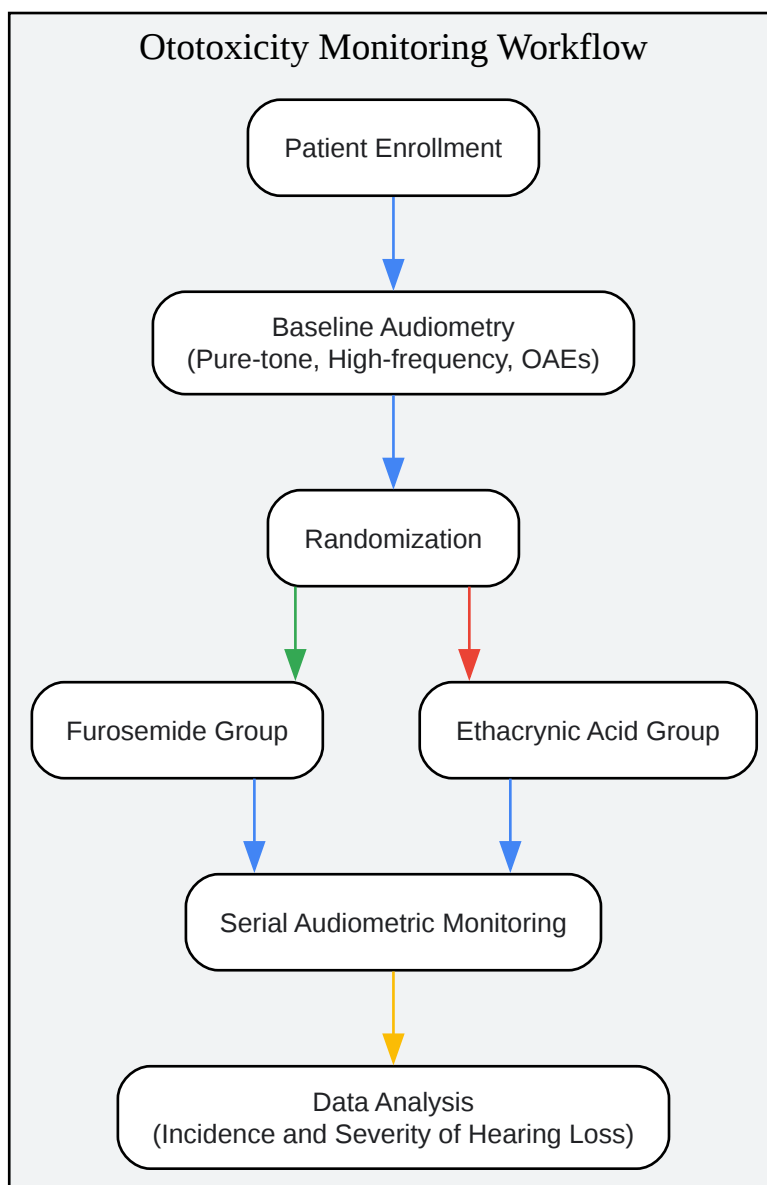 Ototoxicity Monitoring Workflow
Patient Enrollment
Baseline Audiometry
(Pure-tone, High-frequency, OAEs)
Randomization
Furosemide Group
Ethacrynic Acid Group
Serial Audiometric Monitoring
Data Analysis
(Incidence and Severity of Hearing Loss)